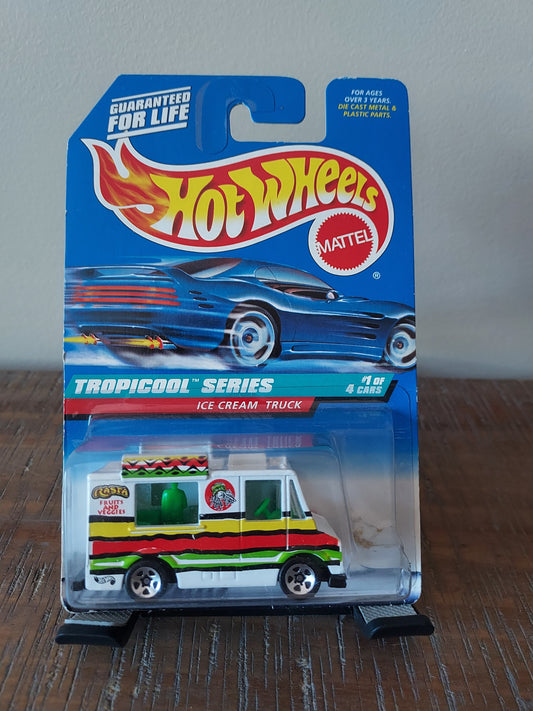 GUARANTEED
FOR LIFE
FOR AGES
OVER 3 YEARS.
DIE CAST METAL &
PLASTIC PARTS.
HOT WHEELS
MATTEL
®
TROPICOOL™ SERIES
#1 OF
4 CARS
ICE CREAM TRUCK
RASTA
FRUITS
AND
VEGGIES